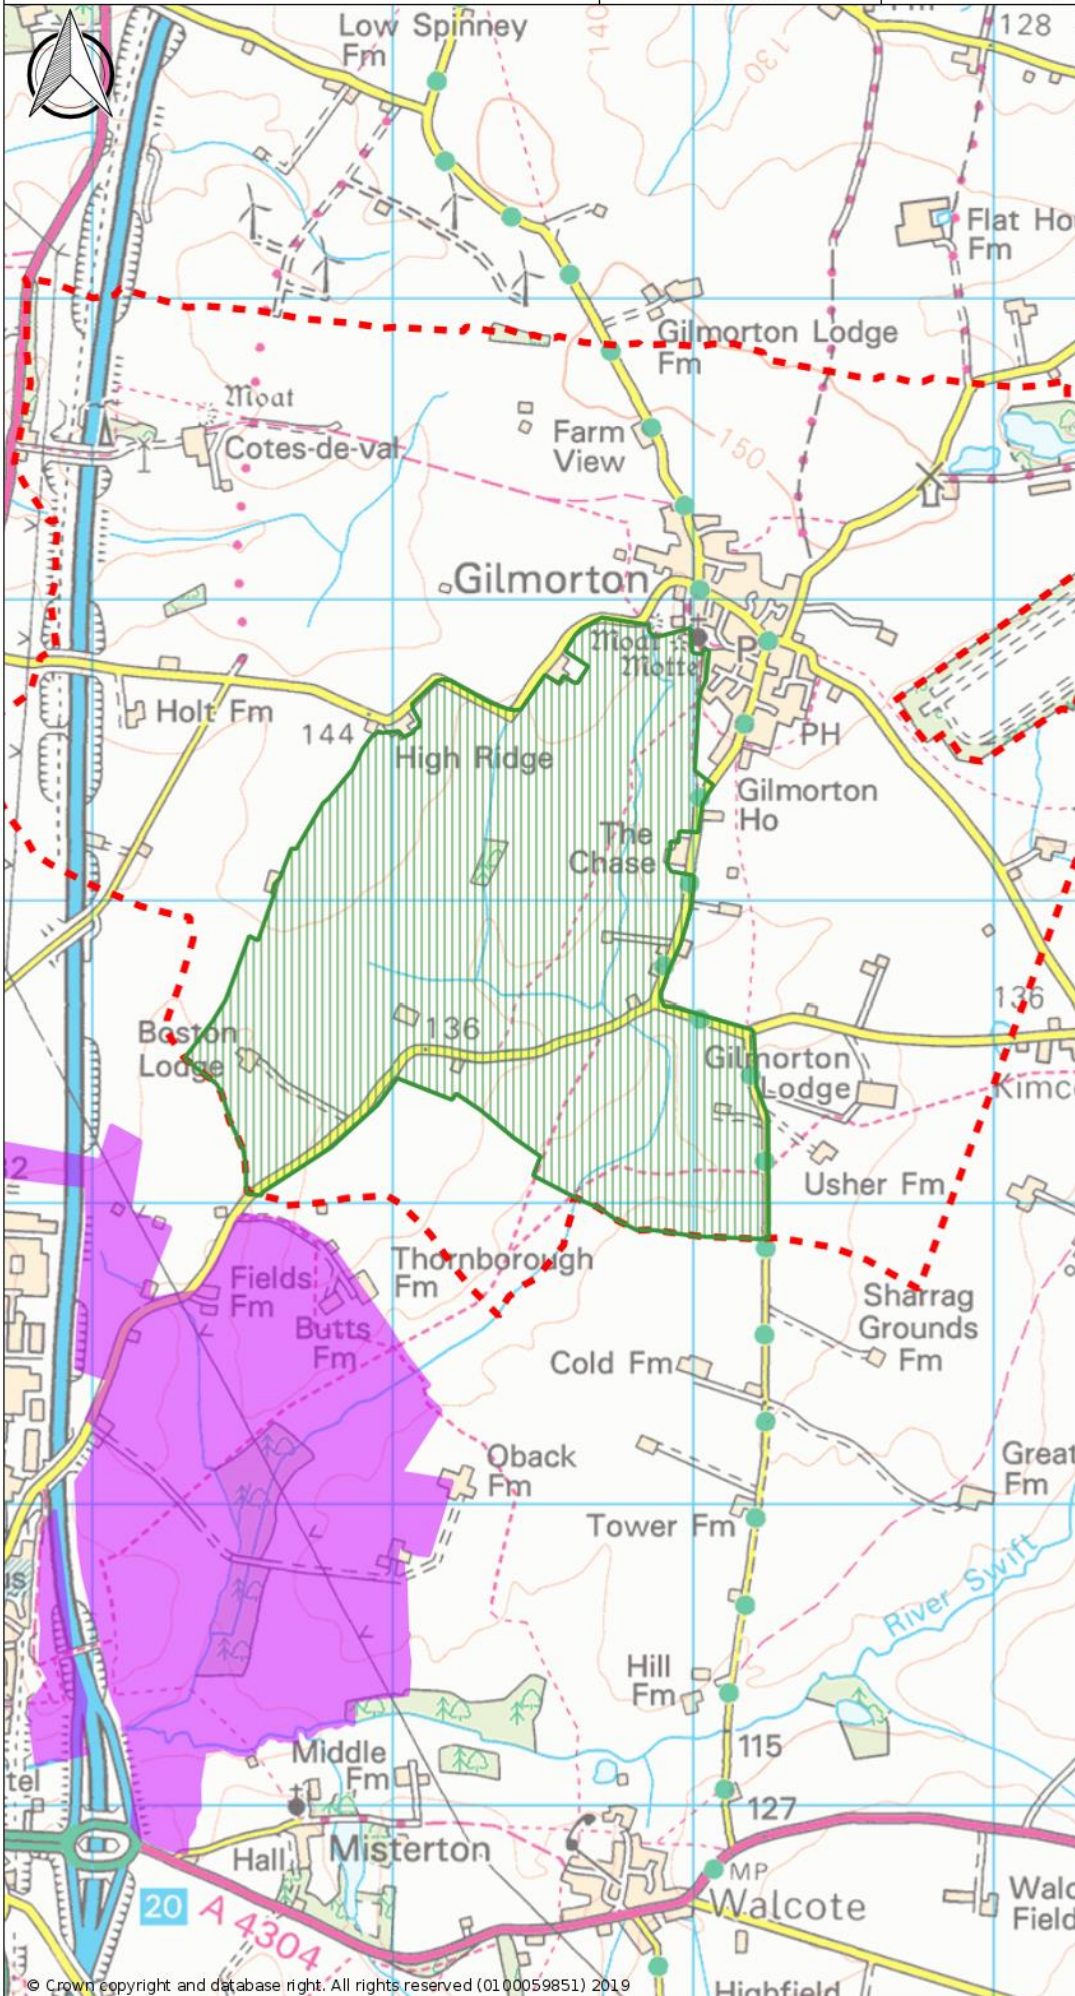 Low Spinney
Fm
140
130
128
Flat Ho
Fm
Gilmorton Lodge
Fm
Moat
Cotes-de-val
Farm
View
150
Gilmorton
Moat
Motte
P
Holt Fm
144
High Ridge
PH
Gilmorton
Ho
The
Chase
136
Boston
Lodge
136
Gilmorton
Lodge
Kimc
Usher Fm
Thornborough
Fm
Fields
Fm
Butts
Fm
Sharrag
Grounds
Fm
Cold Fm
Oback
Fm
Great
Fm
Tower Fm
River Swift
Hill
Fm
115
Middle
Fm
tel
127
Misterton
Hall
MP
Walcote
Walc
Field
20
A 4304
© Crown copyright and database right. All rights reserved (0100059851) 2019
Highfield